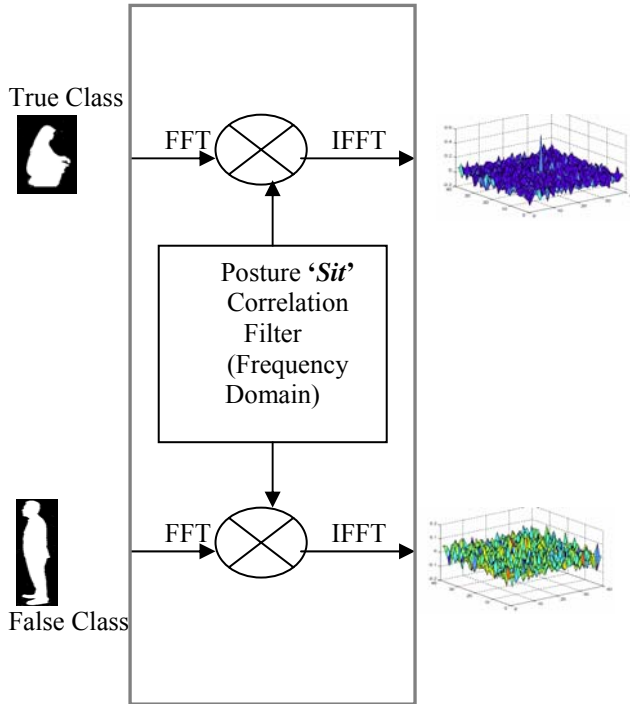 True Class
FFT
IFFT
Posture ‘Sit’
Correlation
Filter
(Frequency
Domain)
FFT
IFFT
False Class